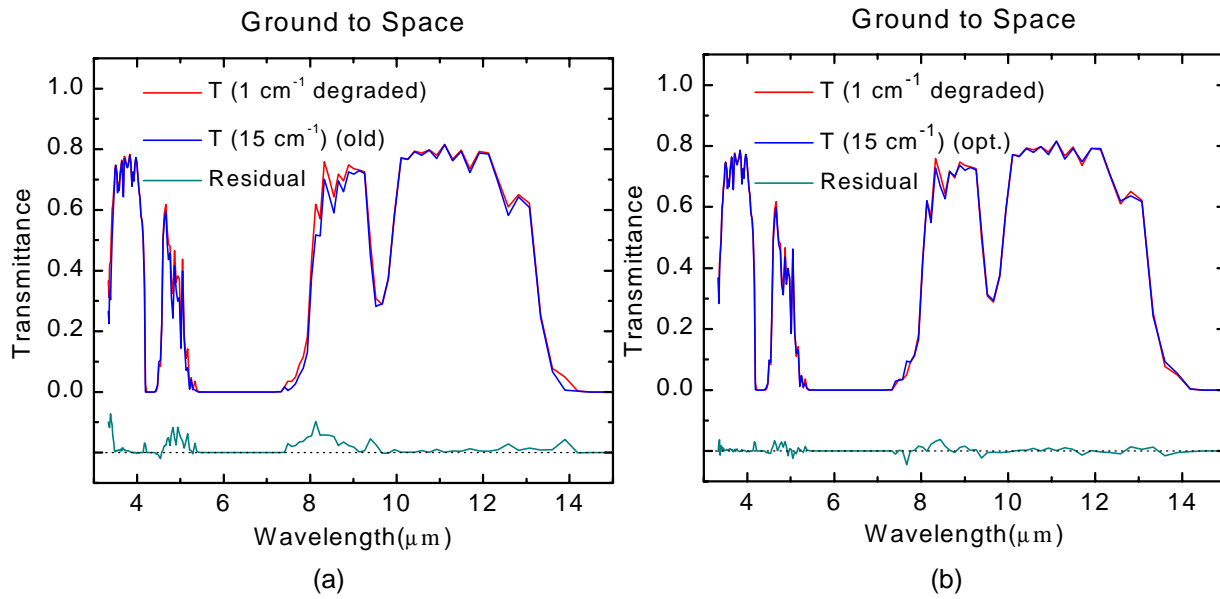 Ground to Space
T (1 cm⁻¹ degraded)
T (15 cm⁻¹) (old)
Residual
Transmittance
1.0
0.8
0.6
0.4
0.2
0.0
4 6 8 10 12 14
Wavelength(μm)
(a)
Ground to Space
T (1 cm⁻¹ degraded)
T (15 cm⁻¹) (opt.)
Residual
Transmittance
1.0
0.8
0.6
0.4
0.2
0.0
4 6 8 10 12 14
Wavelength(μm)
(b)